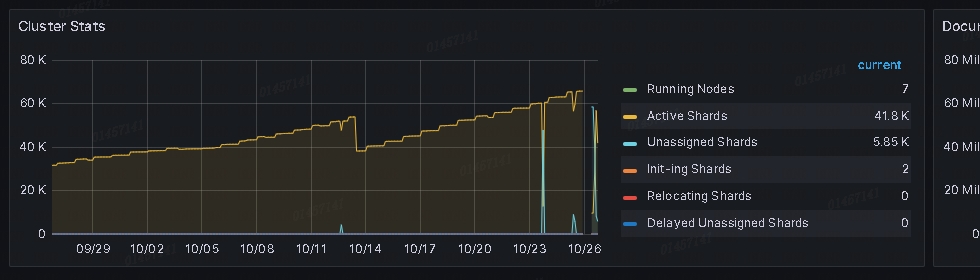 Cluster Stats
Docur
80 K
60 K
40 K
20 K
0
09/29 10/02 10/05 10/08 10/11 10/14 10/17 10/20 10/23 10/26
current
Running Nodes 7
Active Shards 41.8 K
Unassigned Shards 5.85 K
Init-ing Shards 2
Relocating Shards 0
Delayed Unassigned Shards 0
80 Mil
60 Mil
40 Mil
20 Mil
0